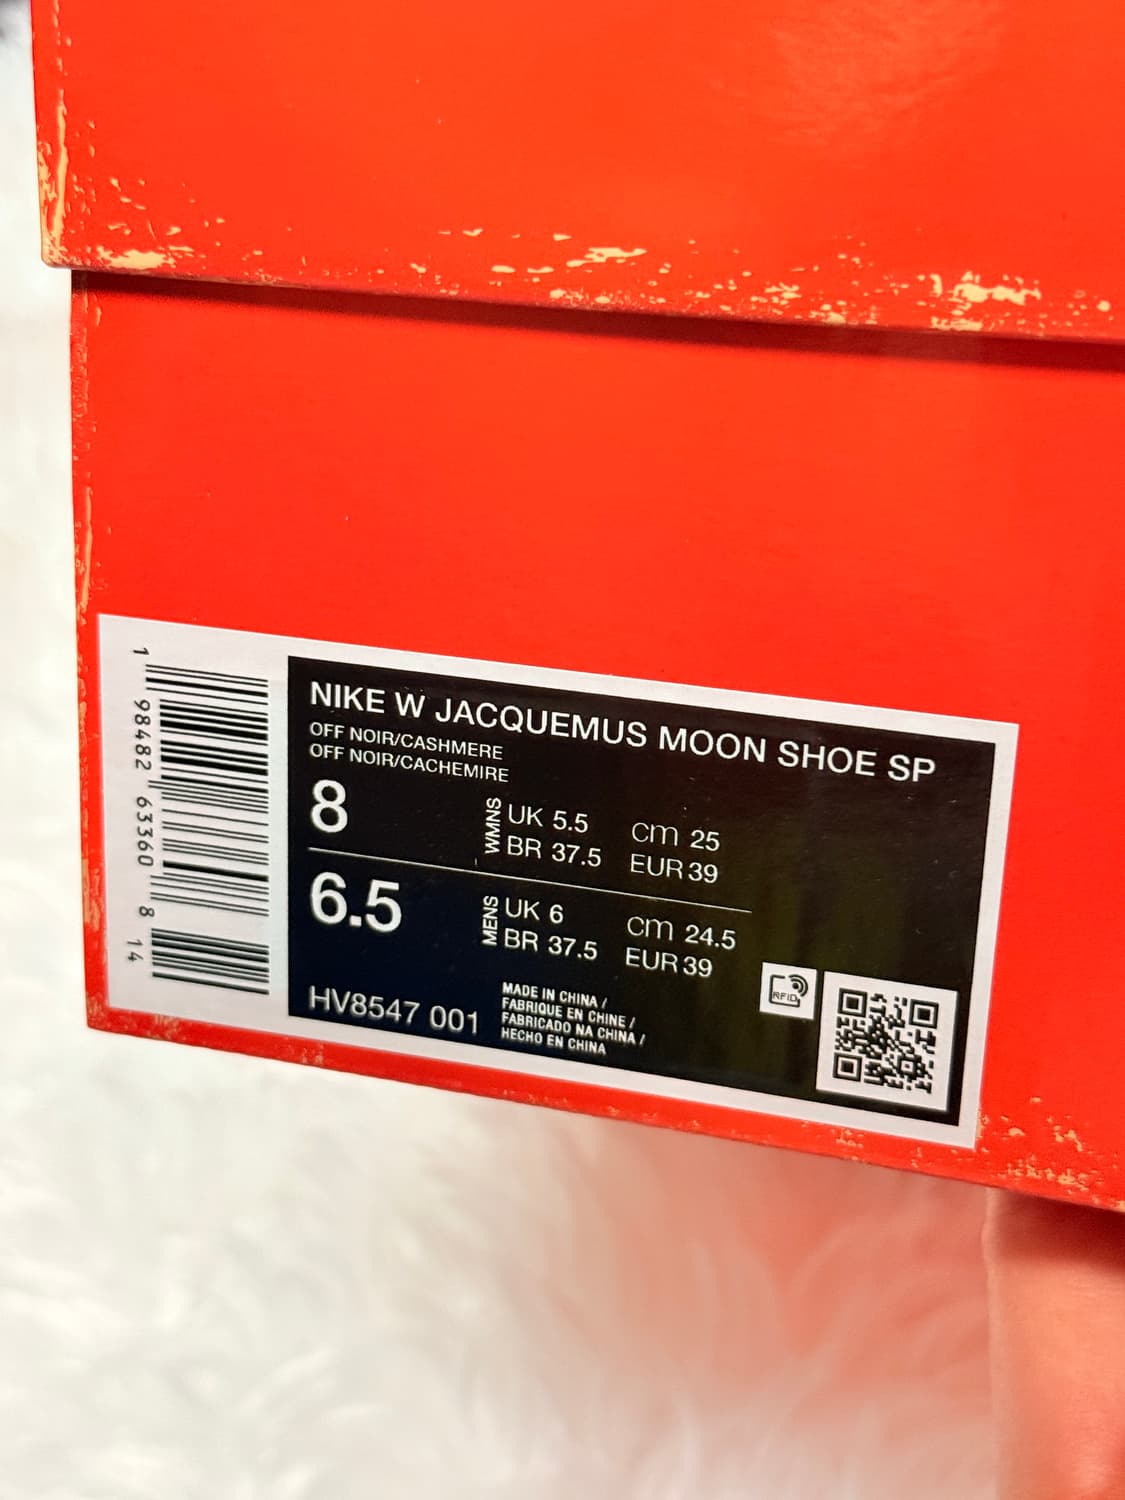 1 98482 63360 8 14
NIKE W JACQUEMUS MOON SHOE SP
OFF NOIR/CASHMERE
OFF NOIR/CACHEMIRE
8
WMNS
UK 5.5 cm 25
BR 37.5 EUR 39
6.5
MENS
UK 6 cm 24.5
BR 37.5 EUR 39
HV8547 001
MADE IN CHINA /
FABRIQUE EN CHINE /
FABRICADO NA CHINA /
HECHO EN CHINA
RFID